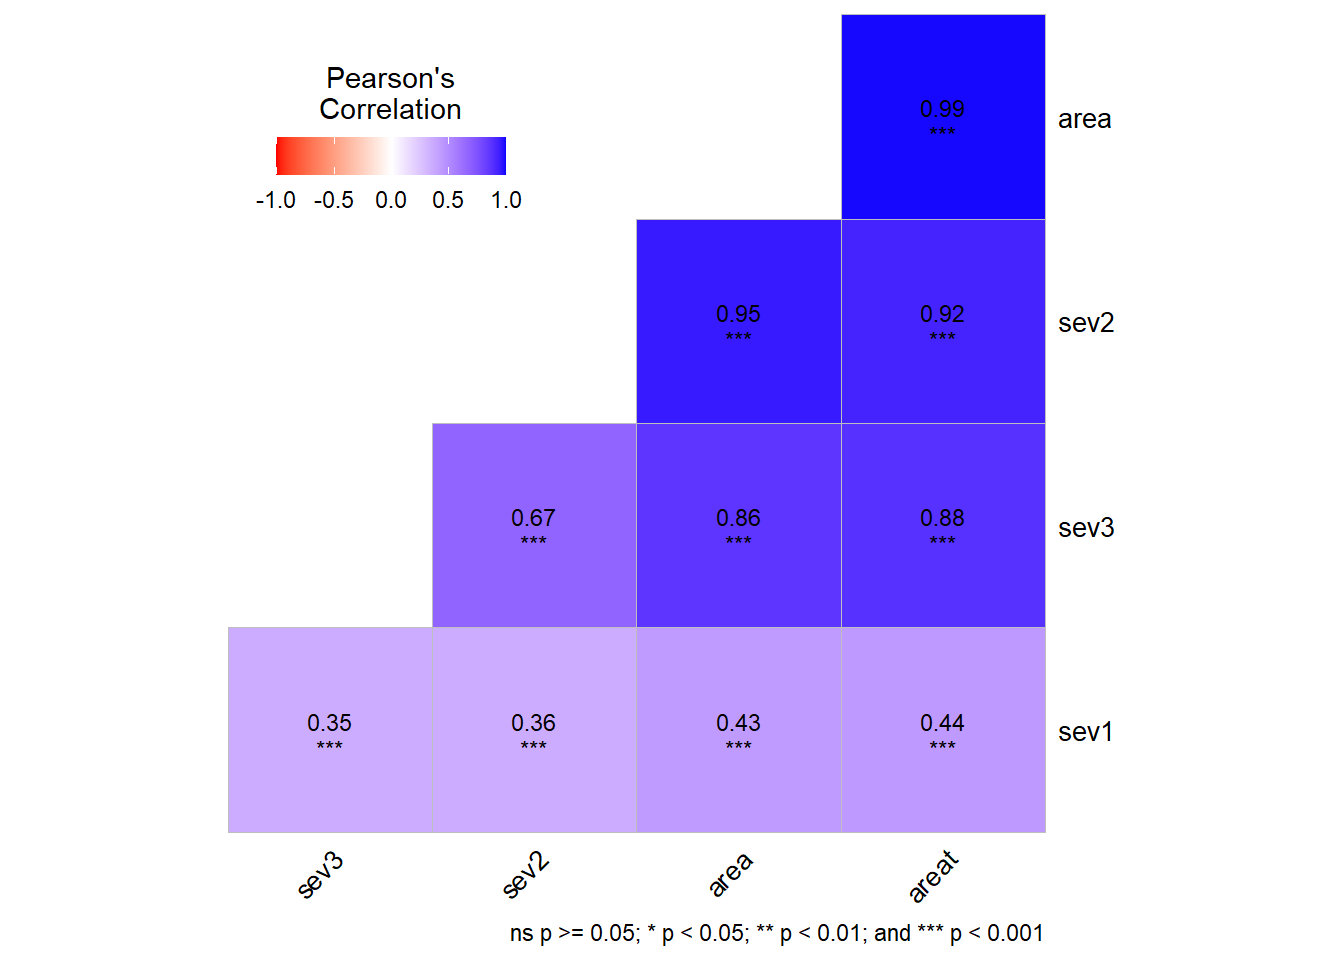 Pearson's
Correlation
-1.0 -0.5 0.0 0.5 1.0
0.99
***
area
0.95 0.92
*** ***
sev2
0.67 0.86 0.88
*** *** ***
sev3
0.35 0.36 0.43 0.44
*** *** *** ***
sev1
sev3 sev2 area areat
ns p >= 0.05; * p < 0.05; ** p < 0.01; and *** p < 0.001